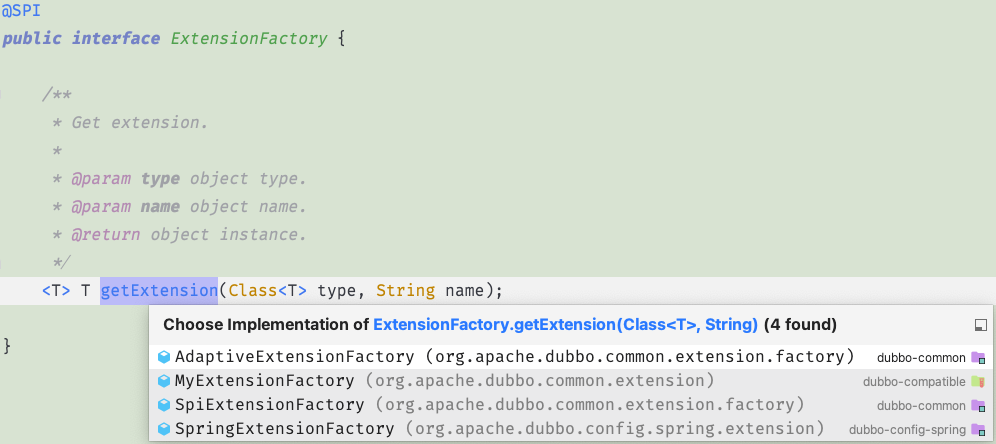 @SPI
public interface ExtensionFactory {
/**
* Get extension.
*
* @param type object type.
* @param name object name.
* @return object instance.
*/
<T> T getExtension(Class<T> type, String name);
Choose Implementation of ExtensionFactory.getExtension(Class<T>, String) (4 found)
}
AdaptiveExtensionFactory (org.apache.dubbo.common.extension.factory) dubbo-common
MyExtensionFactory (org.apache.dubbo.common.extension) dubbo-compatible
SpiExtensionFactory (org.apache.dubbo.common.extension.factory) dubbo-common
SpringExtensionFactory (org.apache.dubbo.config.spring.extension) dubbo-config-spring